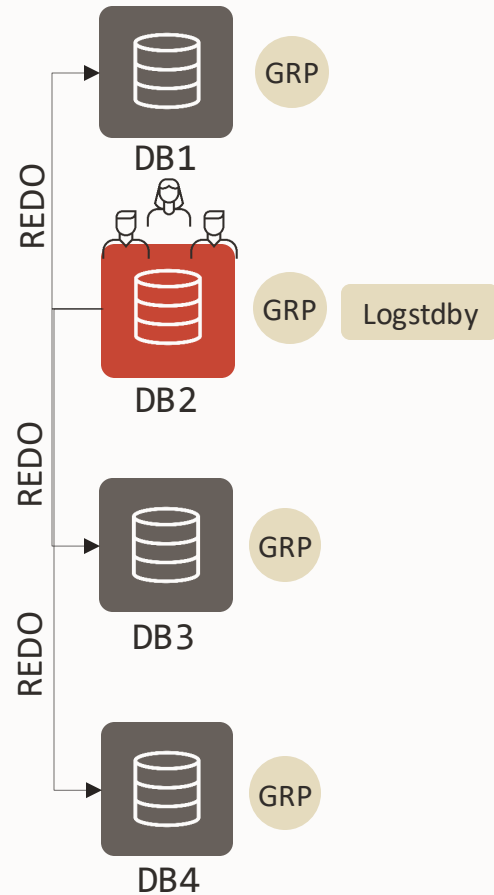 GRP
DB1
REDO
GRP
Logstdby
DB2
REDO
GRP
DB3
REDO
GRP
DB4